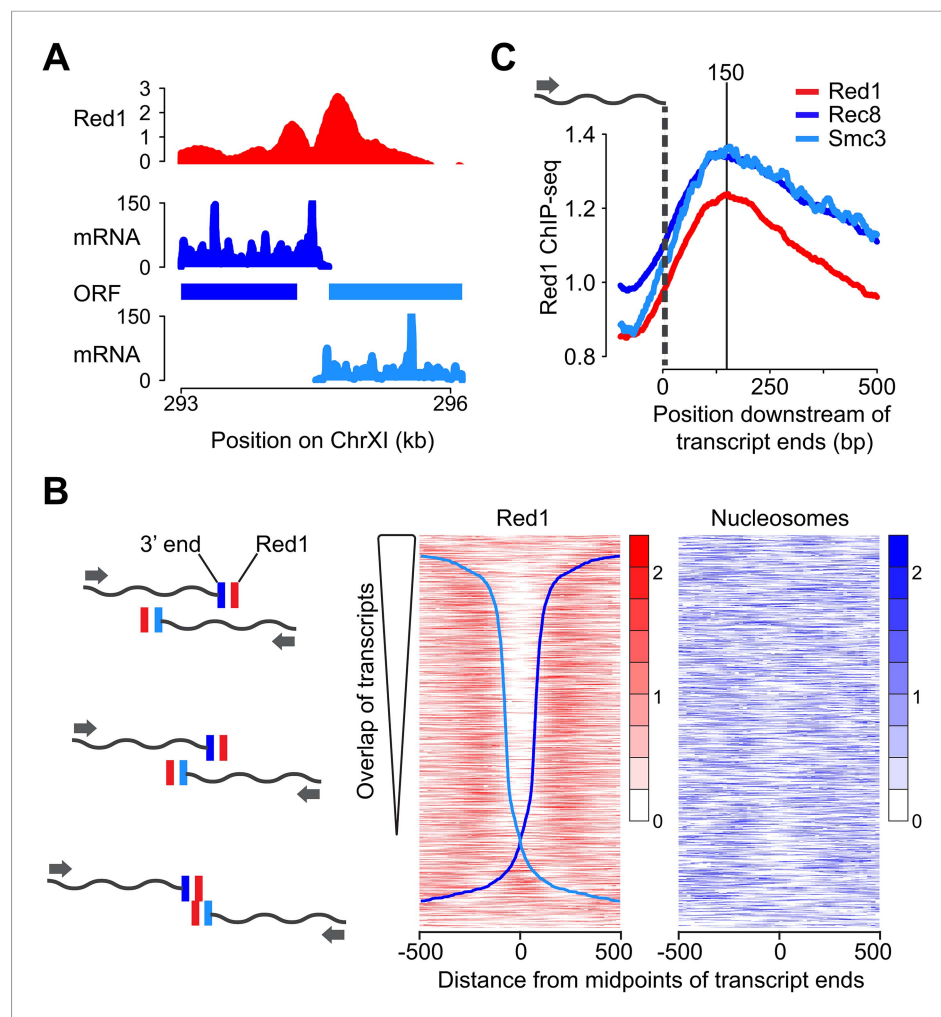 A
Red1
3
2
1
0
mRNA
150
0
ORF
mRNA
150
0
293
296
Position on ChrXI (kb)
C
150
Red1
Rec8
Smc3
Red1 ChIP-seq
1.4
1.2
1.0
0.8
0
250
500
Position downstream of
transcript ends (bp)
B
3' end
Red1
Overlap of transcripts
Red1
2
1
0
Nucleosomes
2
1
0
-500
0
500
-500
0
500
Distance from midpoints of transcript ends